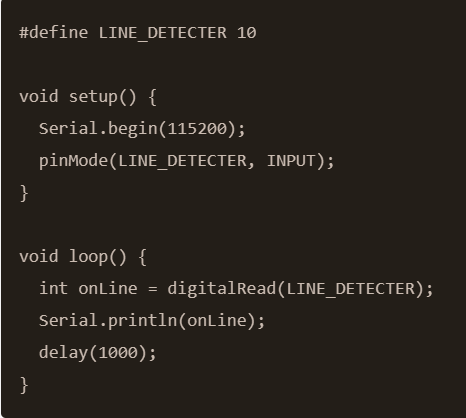 #define LINE_DETECTER 10
void setup() {
Serial.begin(115200);
pinMode(LINE_DETECTER, INPUT);
}
void loop() {
int onLine = digitalRead(LINE_DETECTER);
Serial.println(onLine);
delay(1000);
}